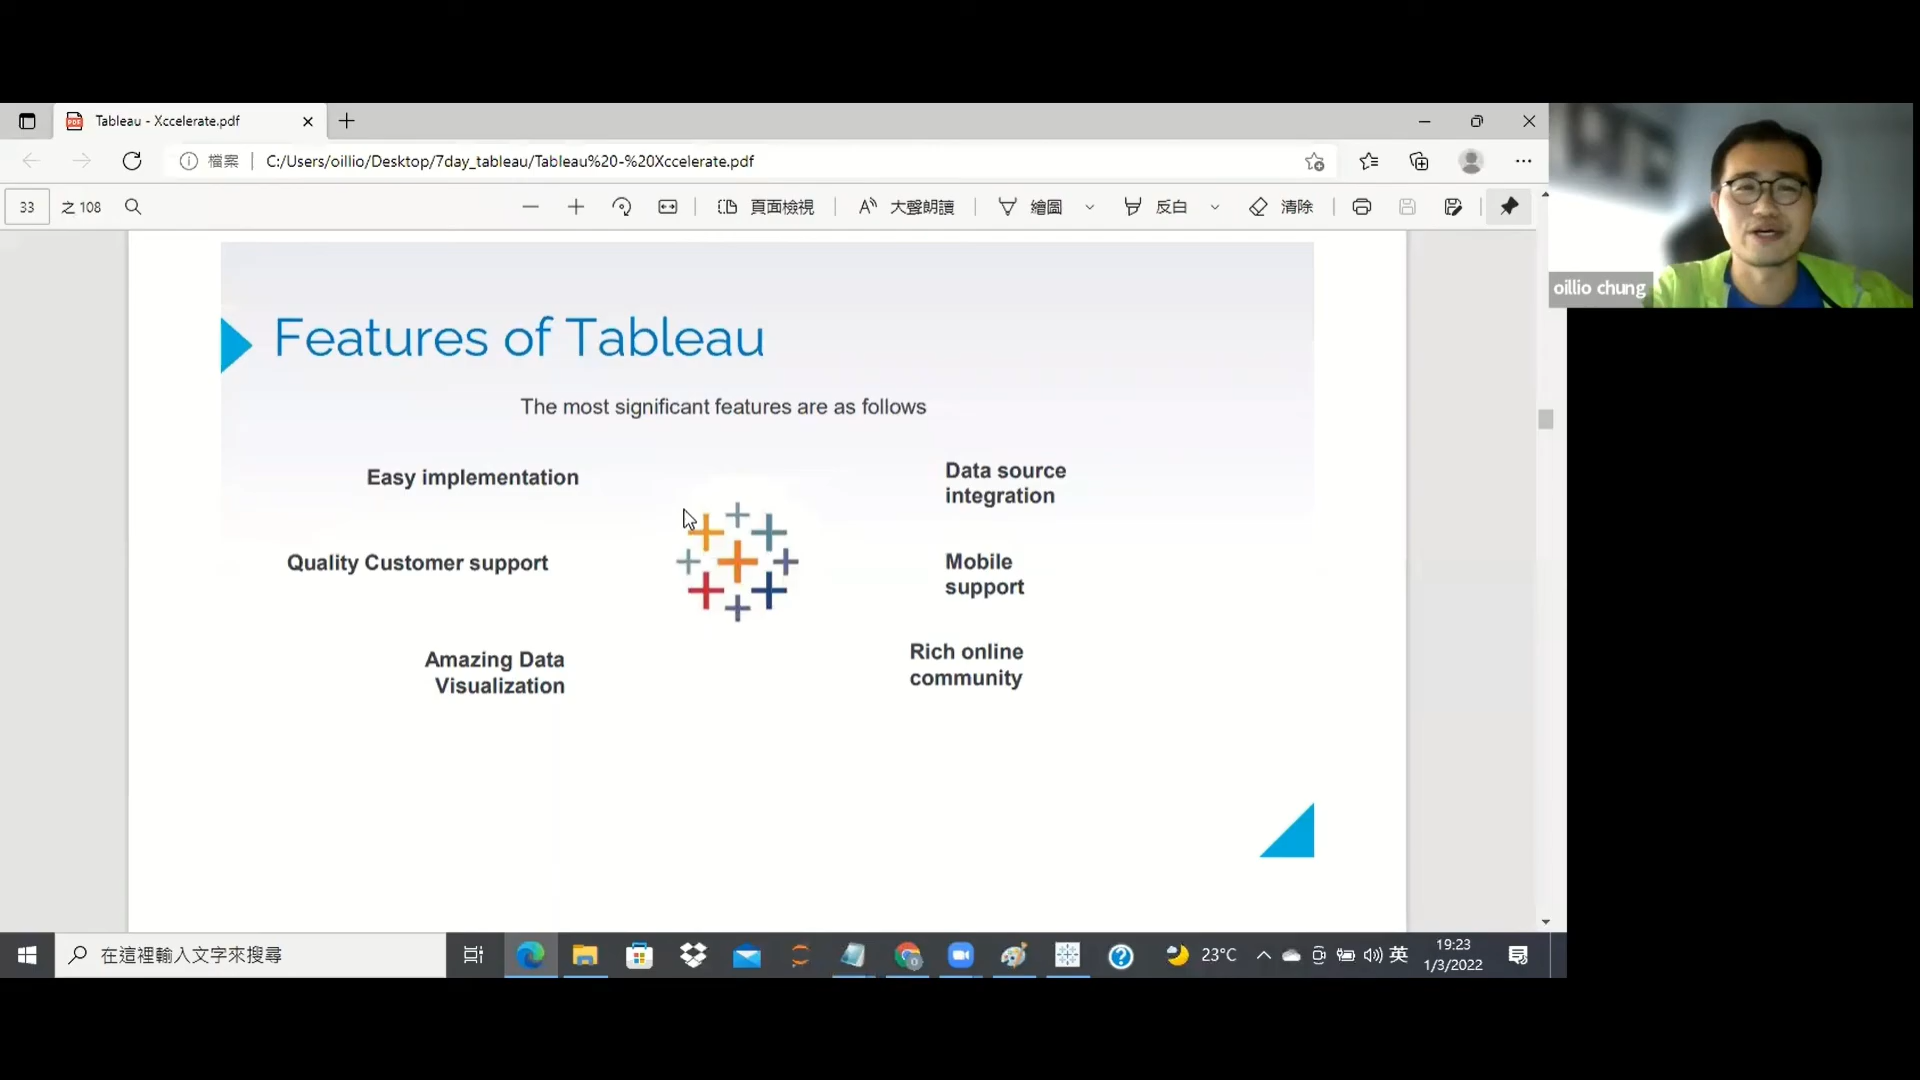 Tableau - Xccelerate.pdf
檔案
C:/Users/oillio/Desktop/7day_tableau/Tableau%20-%20Xccelerate.pdf
33 之 108
頁面檢視
大聲朗讀
繪圖
反白
清除
oillio chung
Features of Tableau
The most significant features are as follows
Easy implementation
Data source
integration
Quality Customer support
Mobile
support
Amazing Data
Visualization
Rich online
community
在這裡輸入文字來搜尋
23°C
英
19:23
1/3/2022